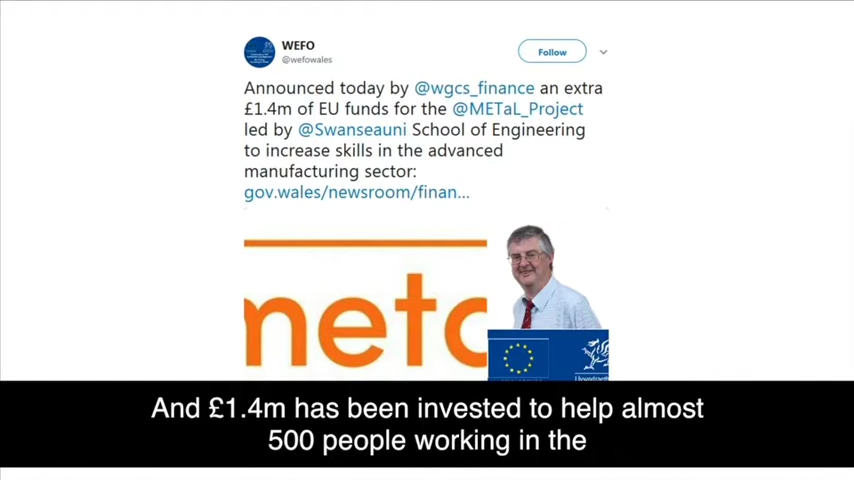 WEFO
@wefowales
Follow
Announced today by @wgcs_finance an extra
£1.4m of EU funds for the @METaL_Project
led by @Swanseauni School of Engineering
to increase skills in the advanced
manufacturing sector:
gov.wales/newsroom/finan...
meta
And £1.4m has been invested to help almost
500 people working in the